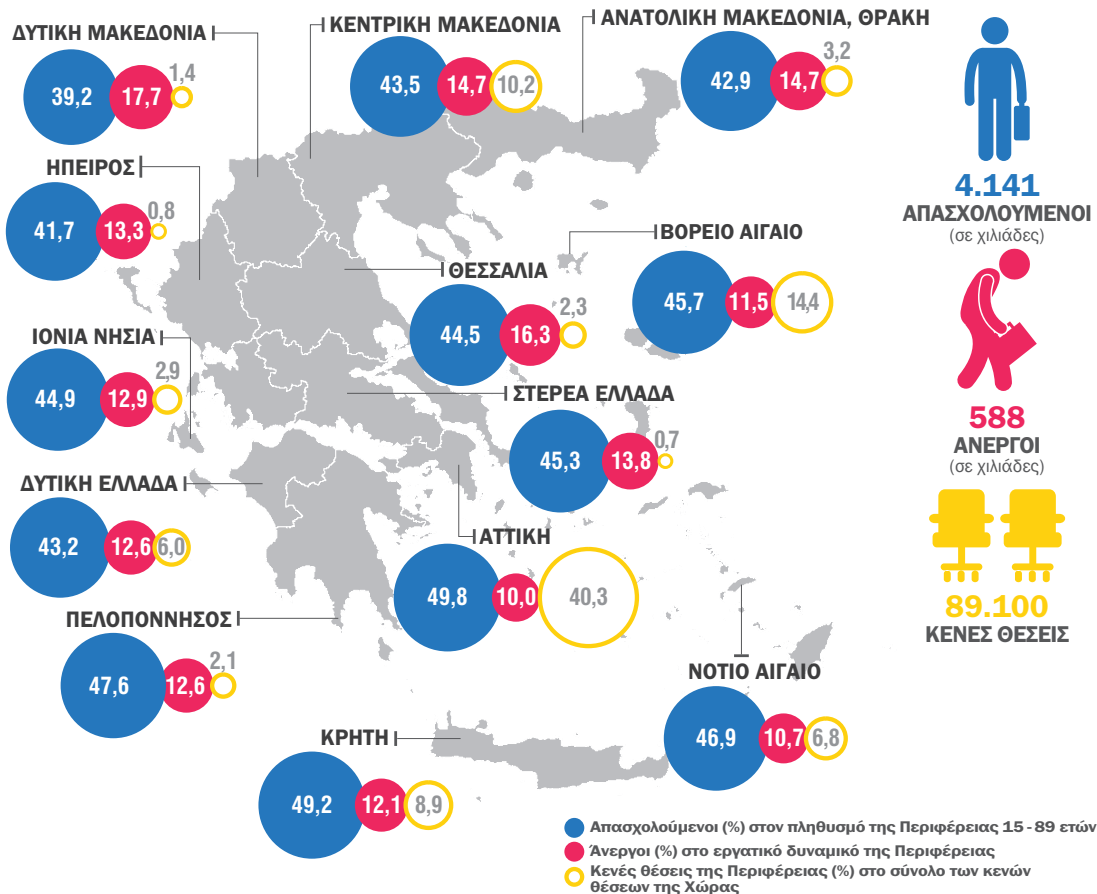 ΔΥΤΙΚΗ ΜΑΚΕΔΟΝΙΑ
39,2
17,7
1,4
ΚΕΝΤΡΙΚΗ ΜΑΚΕΔΟΝΙΑ
43,5
14,7
10,2
ΑΝΑΤΟΛΙΚΗ ΜΑΚΕΔΟΝΙΑ, ΘΡΑΚΗ
42,9
14,7
3,2
ΗΠΕΙΡΟΣ
41,7
13,3
0,8
ΒΟΡΕΙΟ ΑΙΓΑΙΟ
45,7
11,5
14,4
ΘΕΣΣΑΛΙΑ
44,5
16,3
2,3
ΙΟΝΙΑ ΝΗΣΙΑ
44,9
12,9
2,9
ΣΤΕΡΕΑ ΕΛΛΑΔΑ
45,3
13,8
0,7
ΔΥΤΙΚΗ ΕΛΛΑΔΑ
43,2
12,6
6,0
ΑΤΤΙΚΗ
49,8
10,0
40,3
ΠΕΛΟΠΟΝΝΗΣΟΣ
47,6
12,6
2,1
ΝΟΤΙΟ ΑΙΓΑΙΟ
46,9
10,7
6,8
ΚΡΗΤΗ
49,2
12,1
8,9
4.141
ΑΠΑΣΧΟΛΟΥΜΕΝΟΙ
(σε χιλιάδες)
588
ΑΝΕΡΓΟΙ
(σε χιλιάδες)
89.100
ΚΕΝΕΣ ΘΕΣΕΙΣ
Απασχολούμενοι (%) στον πληθυσμό της Περιφέρειας 15 - 89 ετών
Άνεργοι (%) στο εργατικό δυναμικό της Περιφέρειας
Κενές θέσεις της Περιφέρειας (%) στο σύνολο των κενών
θέσεων της Χώρας